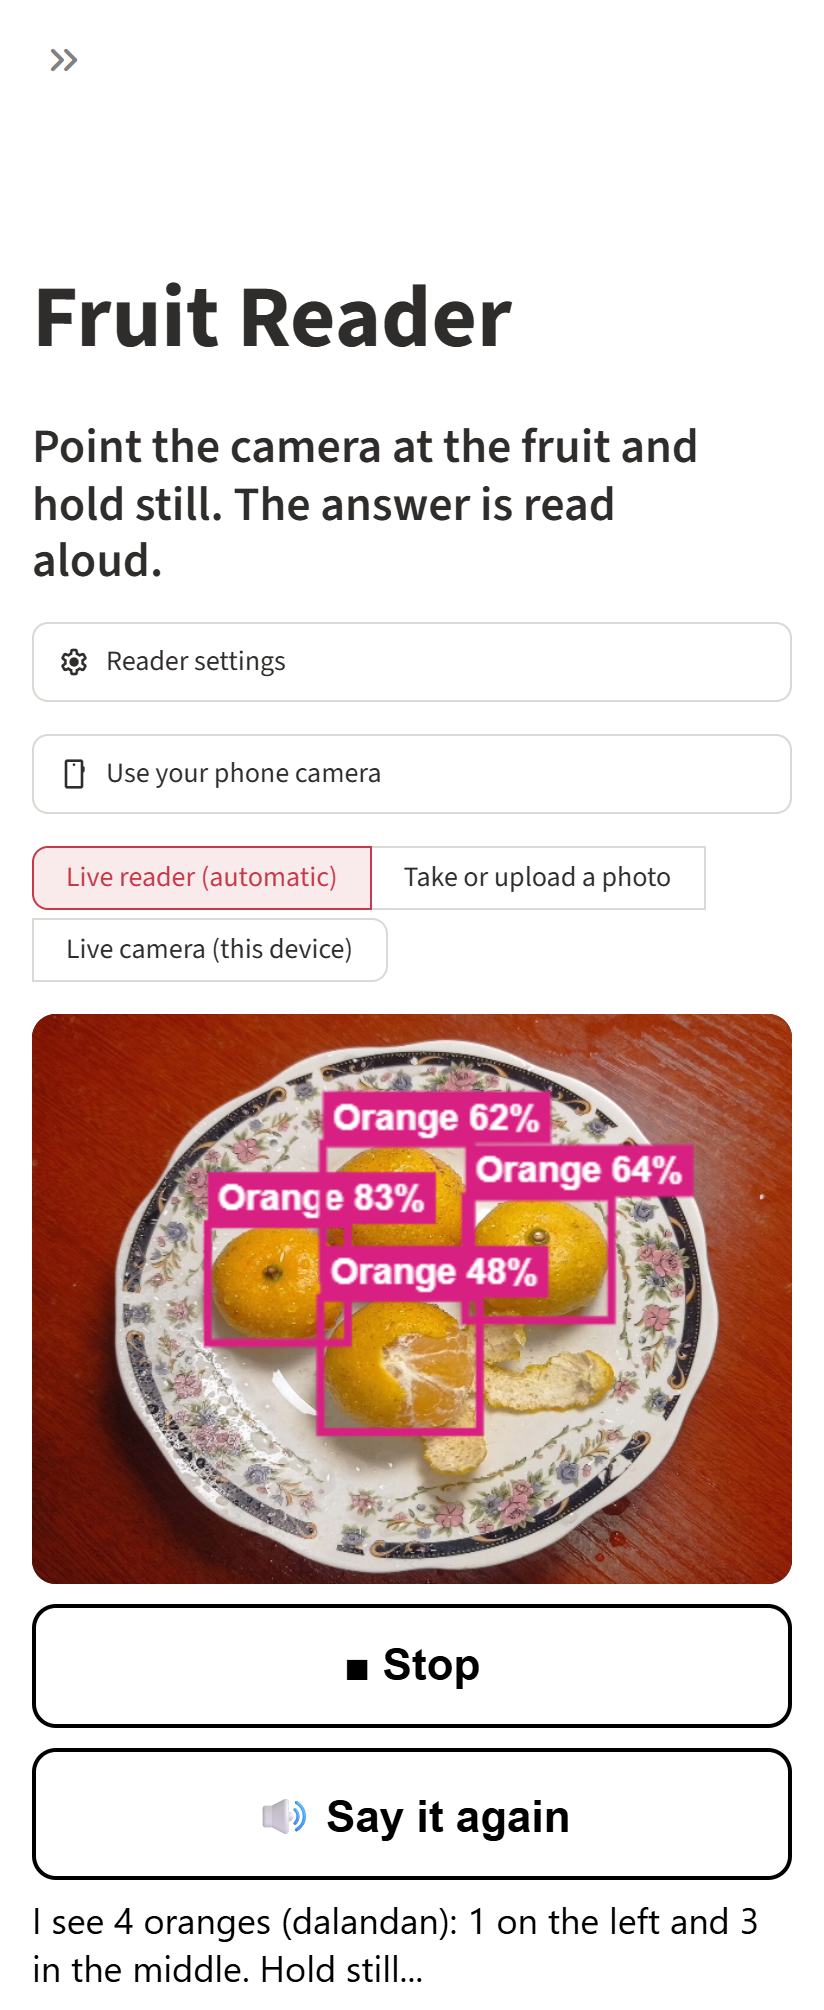 Fruit Reader
Point the camera at the fruit and
hold still. The answer is read
aloud.
Reader settings
Use your phone camera
Live reader (automatic)
Take or upload a photo
Live camera (this device)
Orange 62%
Orange 64%
Orange 83%
Orange 48%
Stop
Say it again
I see 4 oranges (dalandan): 1 on the left and 3
in the middle. Hold still...